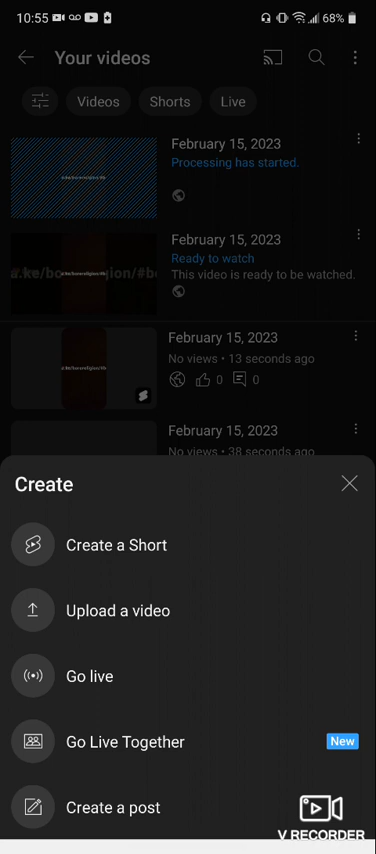 10:55 68%
Your videos
Videos Shorts Live
February 15, 2023
Processing has started.
February 15, 2023
Ready to watch
This video is ready to be watched.
February 15, 2023
No views • 13 seconds ago
0 0
February 15, 2023
No views • 38 seconds ago
Create
Create a Short
Upload a video
Go live
Go Live Together New
Create a post
V RECORDER